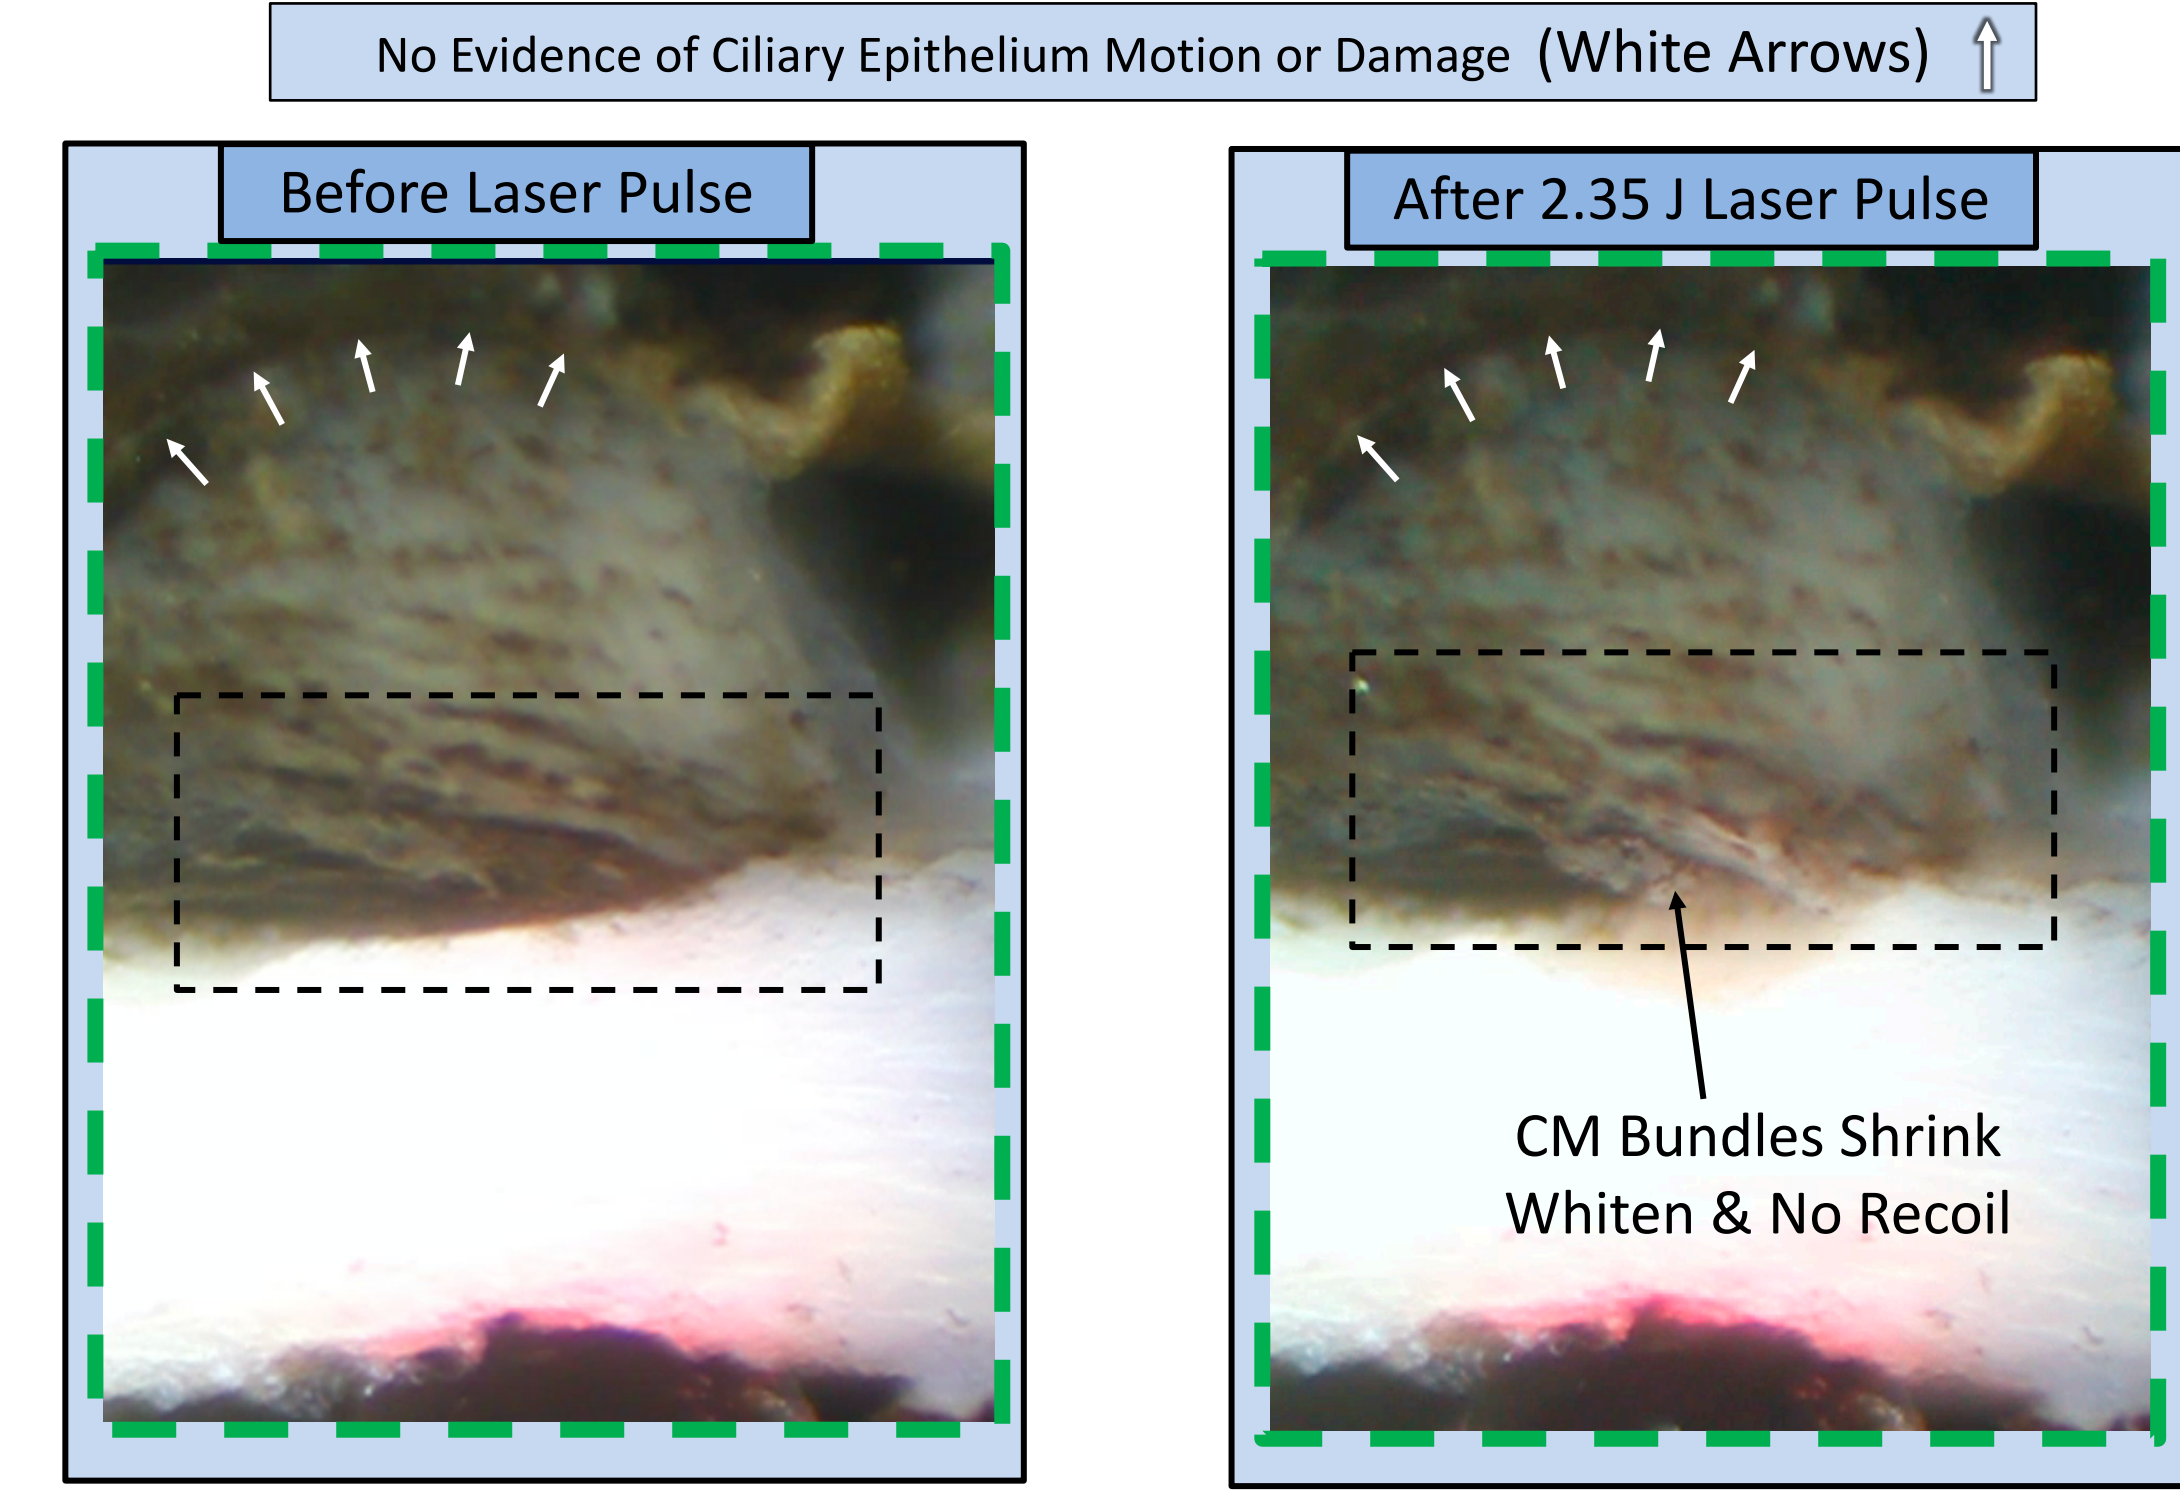 No Evidence of Ciliary Epithelium Motion or Damage (White Arrows)
Before Laser Pulse
After 2.35 J Laser Pulse
CM Bundles Shrink
Whiten & No Recoil